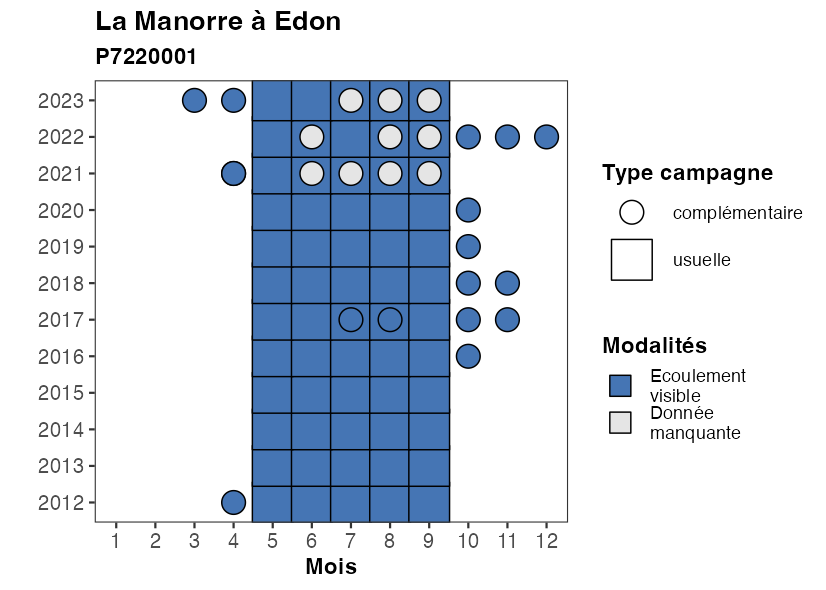 La Manorre à Edon
P7220001
2023
2022
2021
2020
2019
2018
2017
2016
2015
2014
2013
2012
1 2 3 4 5 6 7 8 9 10 11 12
Mois
Type campagne
complémentaire
usuelle
Modalités
Ecoulement
visible
Donnée
manquante